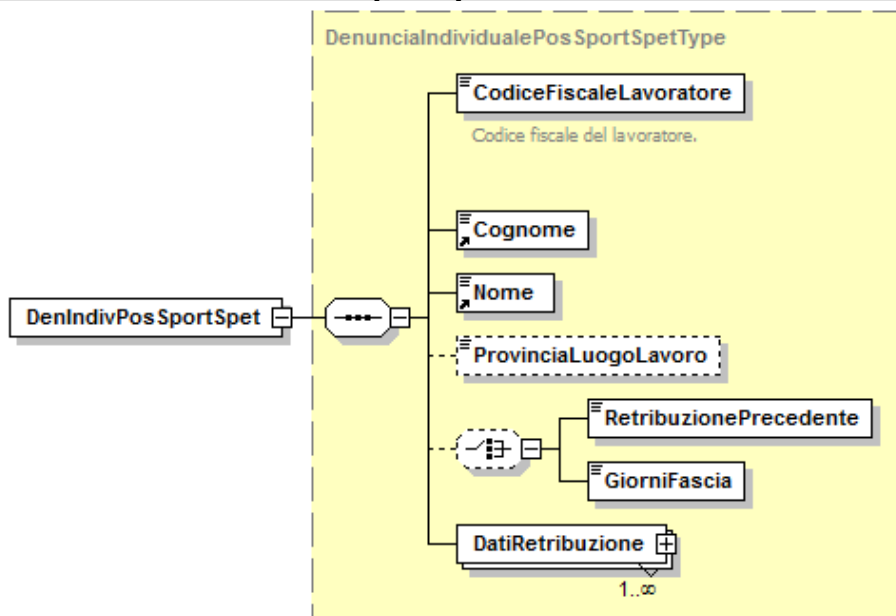 DenunciaIndividualePosSportSpetType
CodiceFiscaleLavoratore
Codice fiscale del lavoratore.
Cognome
Nome
DenIndivPosSportSpet
ProvinciaLuogoLavoro
RetribuzionePrecedente
GiorniFascia
DatiRetribuzione
1..∞